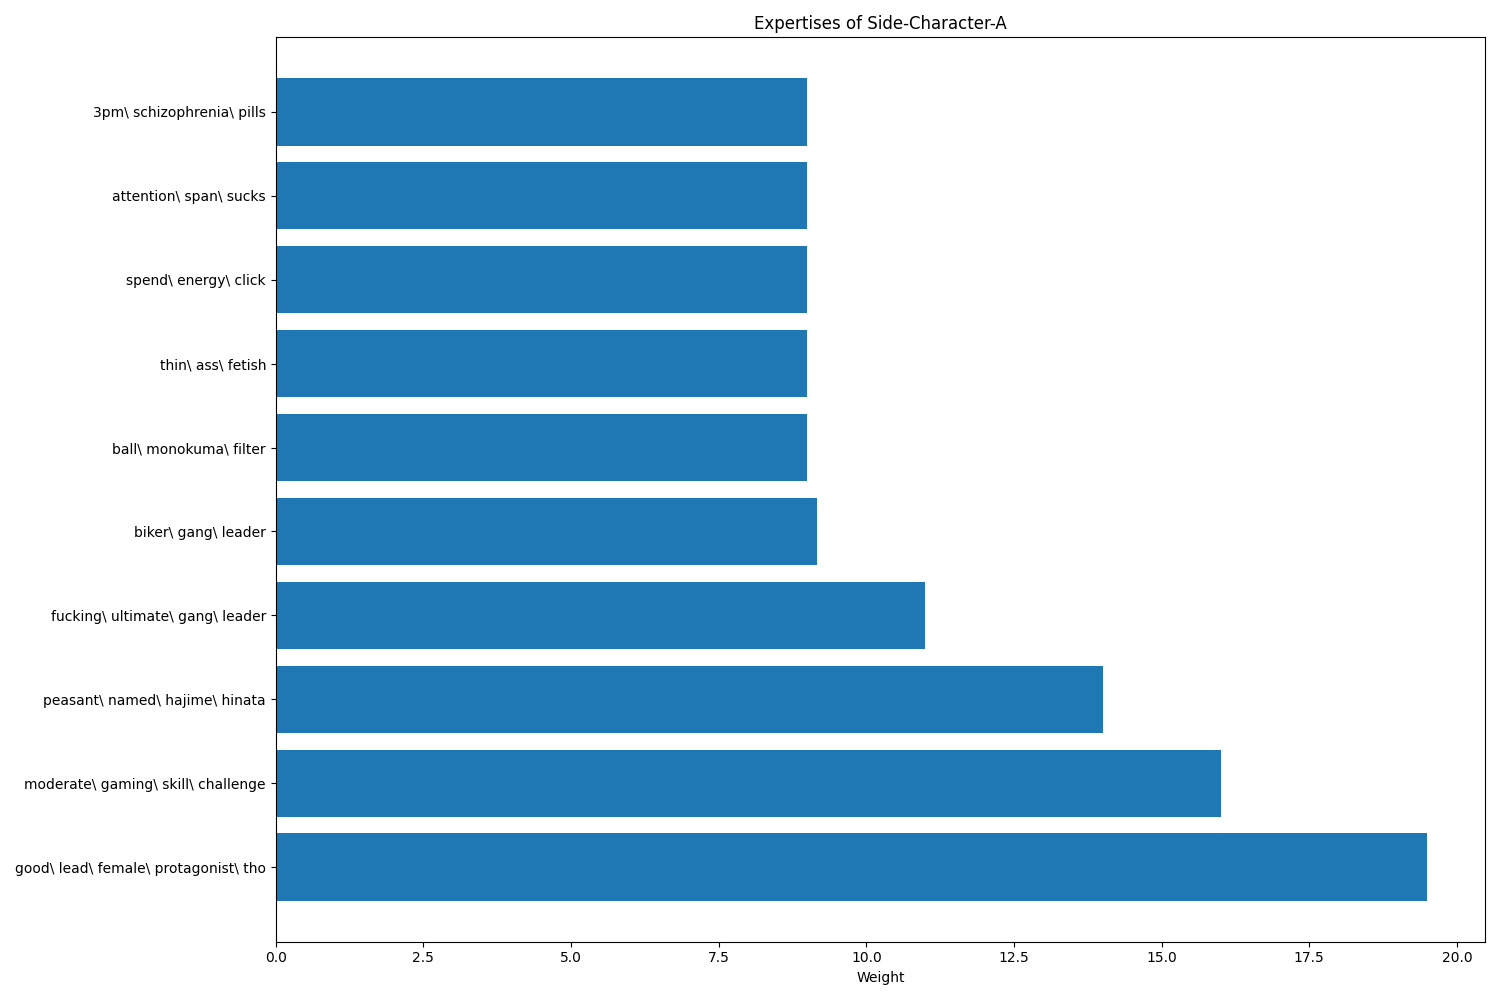 Expertises of Side-Character-A
3pm\ schizophrenia\ pills
attention\ span\ sucks
spend\ energy\ click
thin\ ass\ fetish
ball\ monokuma\ filter
biker\ gang\ leader
fucking\ ultimate\ gang\ leader
peasant\ named\ hajime\ hinata
moderate\ gaming\ skill\ challenge
good\ lead\ female\ protagonist\ tho
0.0 2.5 5.0 7.5 10.0 12.5 15.0 17.5 20.0
Weight